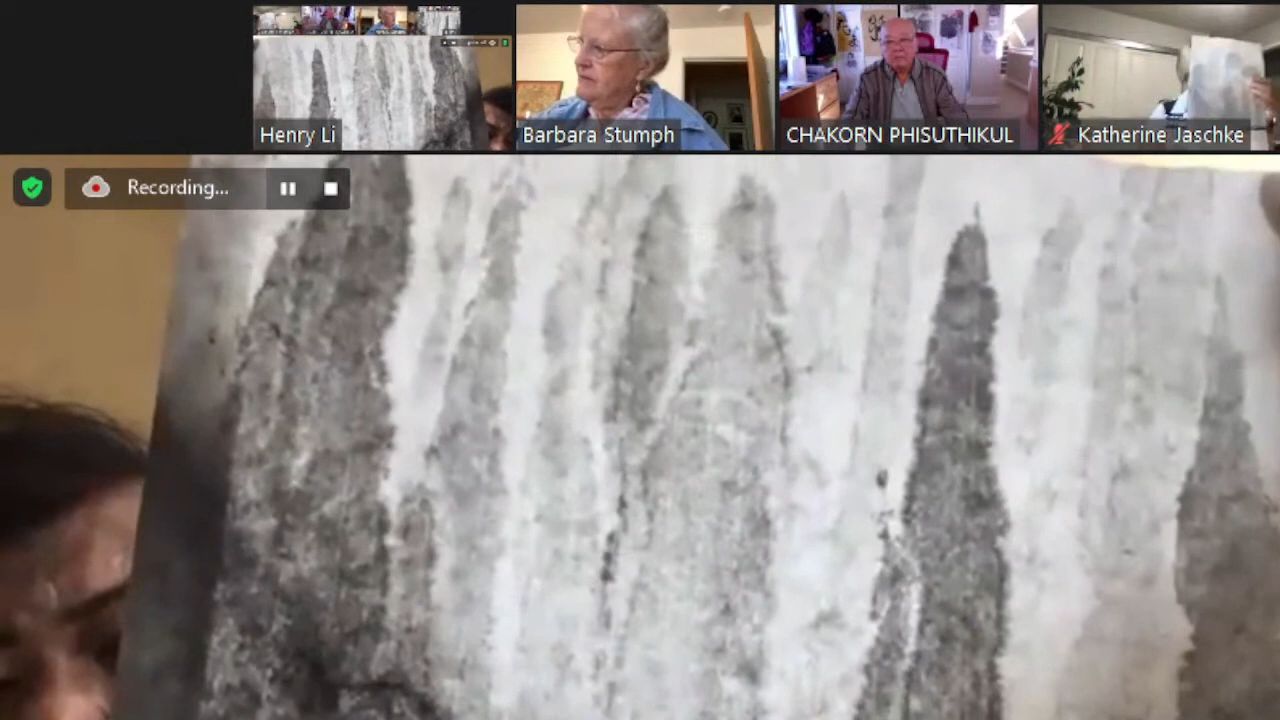 Henry Li
Barbara Stumph
CHAKORN PHISUTHIKUL
Katherine Jaschke
Recording...